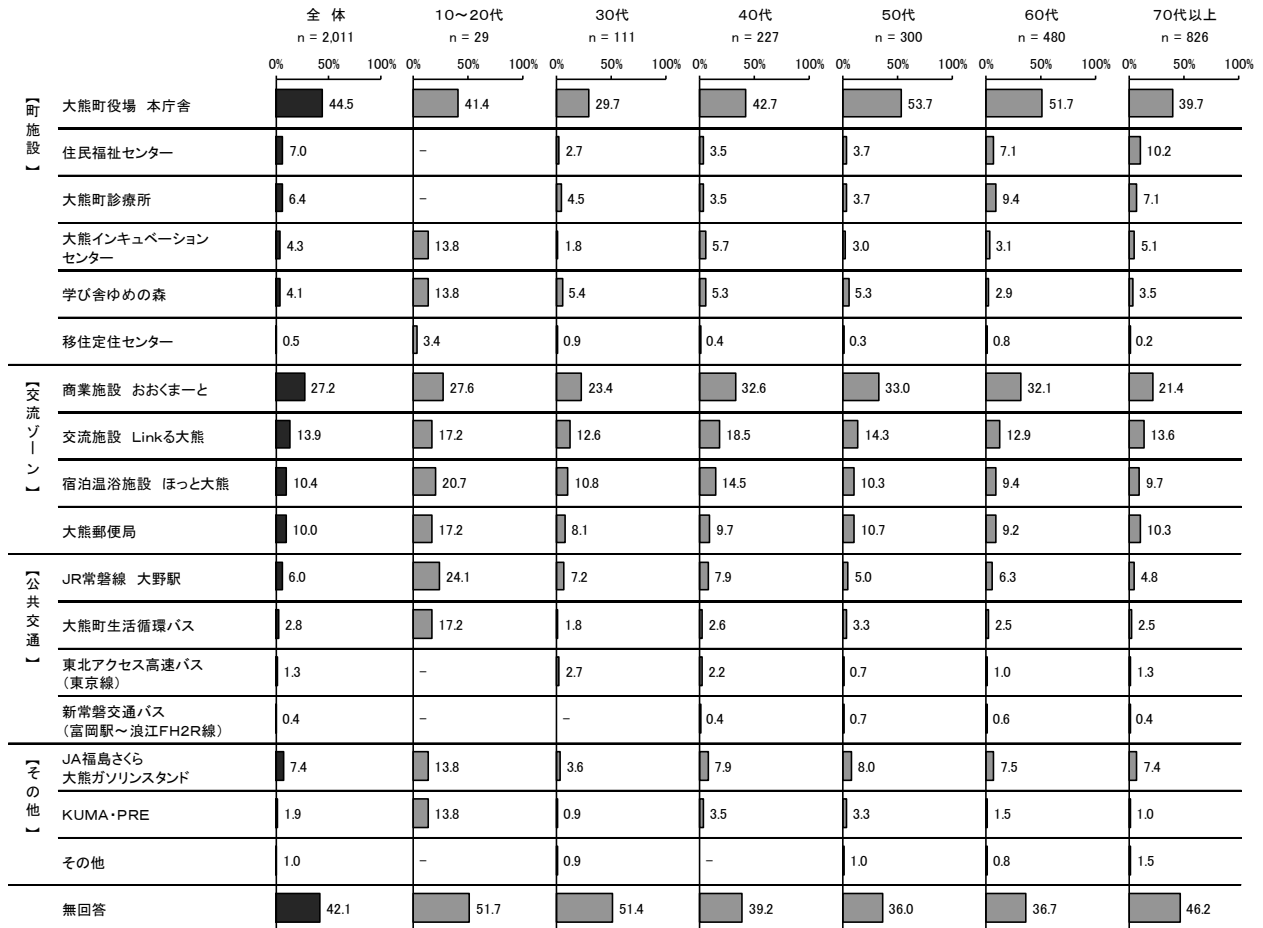 全 体 10～20代 30代 40代 50代 60代 70代以上
n = 2,011 n = 29 n = 111 n = 227 n = 300 n = 480 n = 826
0% 50% 100% 0% 50% 100% 0% 50% 100% 0% 50% 100% 0% 50% 100% 0% 50% 100% 0% 50% 100%
【町施設】
大熊町役場 本庁舎 44.5 41.4 29.7 42.7 53.7 51.7 39.7
住民福祉センター 7.0 － 2.7 3.5 3.7 7.1 10.2
大熊町診療所 6.4 － 4.5 3.5 3.7 9.4 7.1
大熊インキュベーション
センター 4.3 13.8 1.8 5.7 3.0 3.1 5.1
学び舎ゆめの森 4.1 13.8 5.4 5.3 5.3 2.9 3.5
移住定住センター 0.5 3.4 0.9 0.4 0.3 0.8 0.2
【交流ゾーン】
商業施設 おおくまーと 27.2 27.6 23.4 32.6 33.0 32.1 21.4
交流施設 Linkる大熊 13.9 17.2 12.6 18.5 14.3 12.9 13.6
宿泊温浴施設 ほっと大熊 10.4 20.7 10.8 14.5 10.3 9.4 9.7
大熊郵便局 10.0 17.2 8.1 9.7 10.7 9.2 10.3
【公共交通】
JR常磐線 大野駅 6.0 24.1 7.2 7.9 5.0 6.3 4.8
大熊町生活循環バス 2.8 17.2 1.8 2.6 3.3 2.5 2.5
東北アクセス高速バス
（東京線） 1.3 － 2.7 2.2 0.7 1.0 1.3
新常磐交通バス
（富岡駅～浪江FH2R線） 0.4 － － 0.4 0.7 0.6 0.4
【その他】
JA福島さくら
大熊ガソリンスタンド 7.4 13.8 3.6 7.9 8.0 7.5 7.4
KUMA・PRE 1.9 13.8 0.9 3.5 3.3 1.5 1.0
その他 1.0 － 0.9 － 1.0 0.8 1.5
無回答 42.1 51.7 51.4 39.2 36.0 36.7 46.2